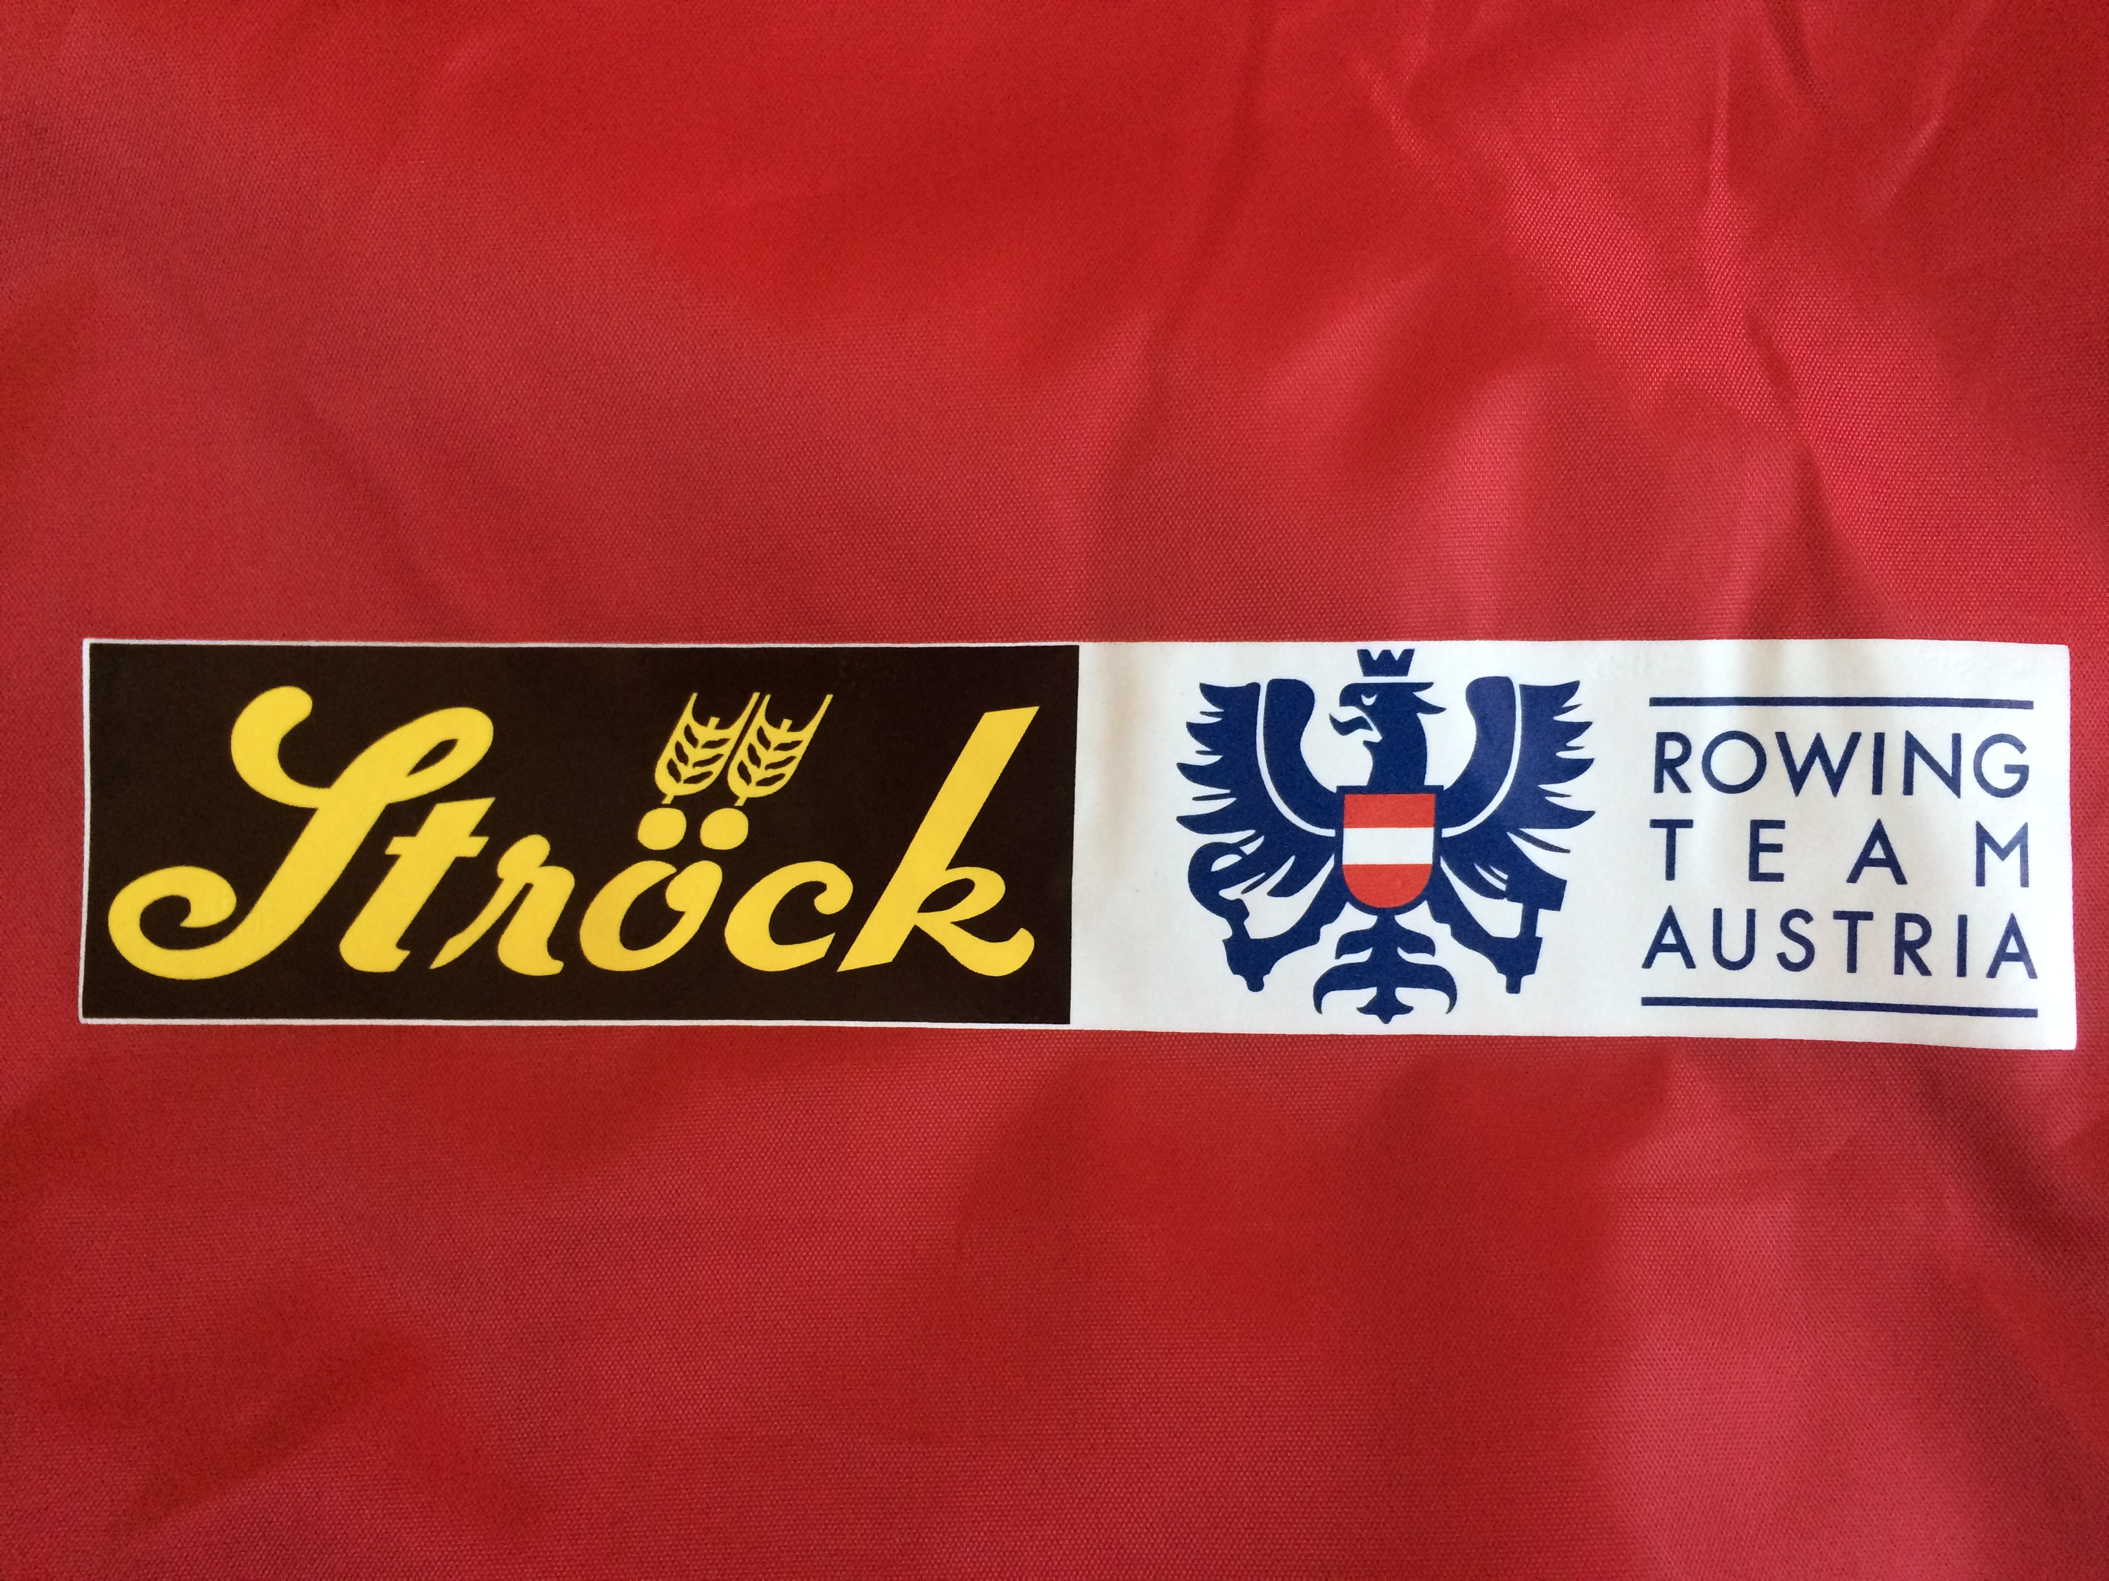 Ströck
ROWING
TEAM
AUSTRIA